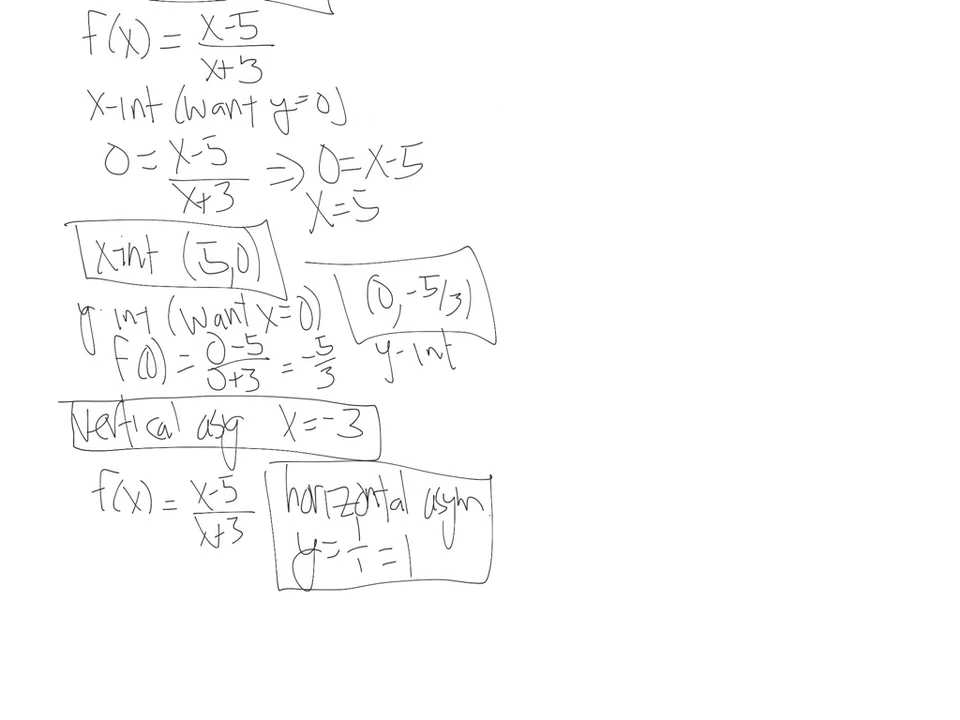 f(x) = x-5/x+3
x-int (want y=0)
0 = x-5/x+3 => 0=x-5
x=5
x-int (5,0)
(0,-5/3)
y-int
y-int (want x=0)
f(0) = 0-5/0+3 = -5/3
vertical asy x=-3
f(x) = x-5/x+3
horizontal asym
y=1/1=1